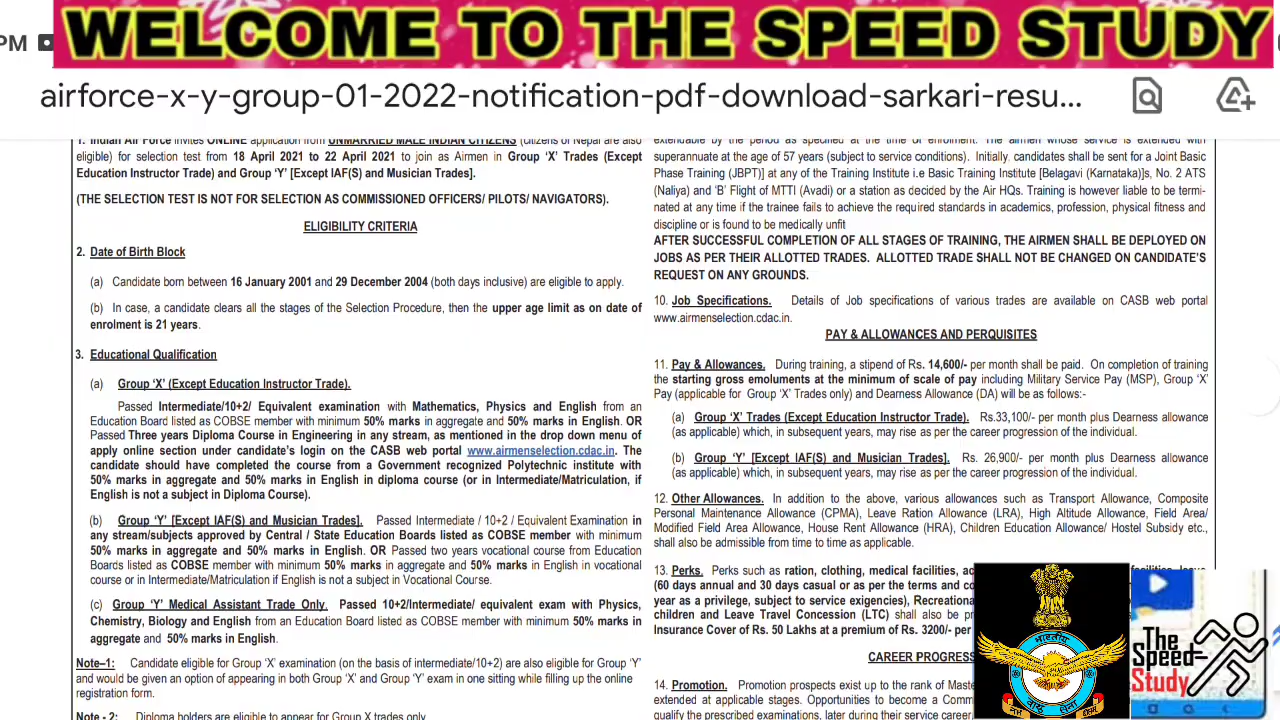 WELCOME TO THE SPEED STUDY
PM
airforce-x-y-group-01-2022-notification-pdf-download-sarkari-resu...
1. Indian Air Force invites ONLINE application from UNMARRIED MALE INDIAN CITIZENS (citizens of Nepal are also
eligible) for selection test from 18 April 2021 to 22 April 2021 to join as Airmen in Group ‘X’ Trades (Except
Education Instructor Trade) and Group ‘Y’ [Except IAF(S) and Musician Trades].
(THE SELECTION TEST IS NOT FOR SELECTION AS COMMISSIONED OFFICERS/ PILOTS/ NAVIGATORS).
ELIGIBILITY CRITERIA
2. Date of Birth Block
(a) Candidate born between 16 January 2001 and 29 December 2004 (both days inclusive) are eligible to apply.
(b) In case, a candidate clears all the stages of the Selection Procedure, then the upper age limit as on date of
enrolment is 21 years.
3. Educational Qualification
(a) Group ‘X’ (Except Education Instructor Trade).
Passed Intermediate/10+2/ Equivalent examination with Mathematics, Physics and English from an
Education Board listed as COBSE member with minimum 50% marks in aggregate and 50% marks in English. OR
Passed Three years Diploma Course in Engineering in any stream, as mentioned in the drop down menu of
apply online section under candidate’s login on the CASB web portal www.airmenselection.cdac.in. The
candidate should have completed the course from a Government recognized Polytechnic institute with
50% marks in aggregate and 50% marks in English in diploma course (or in Intermediate/Matriculation, if
English is not a subject in Diploma Course).
(b) Group ‘Y’ [Except IAF(S) and Musician Trades]. Passed Intermediate / 10+2 / Equivalent Examination in
any stream/subjects approved by Central / State Education Boards listed as COBSE member with minimum
50% marks in aggregate and 50% marks in English. OR Passed two years vocational course from Education
Boards listed as COBSE member with minimum 50% marks in aggregate and 50% marks in English in vocational
course or in Intermediate/Matriculation if English is not a subject in Vocational Course.
(c) Group ‘Y’ Medical Assistant Trade Only. Passed 10+2/Intermediate/ equivalent exam with Physics,
Chemistry, Biology and English from an Education Board listed as COBSE member with minimum 50% marks in
aggregate and 50% marks in English.
Note–1: Candidate eligible for Group ‘X’ examination (on the basis of intermediate/10+2) are also eligible for Group ‘Y’
and would be given an option of appearing in both Group ‘X’ and Group ‘Y’ exam in one sitting while filling up the online
registration form.
Note - 2: Diploma holders are eligible to appear for Group X trades only
extendable by the period as specified at the time of enrolment. The airmen whose service is extended with
superannuate at the age of 57 years (subject to service conditions). Initially, candidates shall be sent for a Joint Basic
Phase Training (JBPT) at any of the Training Institute i.e Basic Training Institute [Belagavi (Karnataka)]s, No. 2 ATS
(Naliya) and ‘B’ Flight of MTTI (Avadi) or a station as decided by the Air HQs. Training is however liable to be termi-
nated at any time if the trainee fails to achieve the required standards in academics, profession, physical fitness and
discipline or is found to be medically unfit
AFTER SUCCESSFUL COMPLETION OF ALL STAGES OF TRAINING, THE AIRMEN SHALL BE DEPLOYED ON
JOBS AS PER THEIR ALLOTTED TRADES. ALLOTTED TRADE SHALL NOT BE CHANGED ON CANDIDATE’S
REQUEST ON ANY GROUNDS.
10. Job Specifications. Details of Job specifications of various trades are available on CASB web portal
www.airmenselection.cdac.in.
PAY & ALLOWANCES AND PERQUISITES
11. Pay & Allowances. During training, a stipend of Rs. 14,600/- per month shall be paid. On completion of training
the starting gross emoluments at the minimum of scale of pay including Military Service Pay (MSP), Group ‘X’
Pay (applicable for Group ‘X’ Trades only) and Dearness Allowance (DA) will be as follows:-
(a) Group ‘X’ Trades (Except Education Instructor Trade). Rs.33,100/- per month plus Dearness allowance
(as applicable) which, in subsequent years, may rise as per the career progression of the individual.
(b) Group ‘Y’ [Except IAF(S) and Musician Trades]. Rs. 26,900/- per month plus Dearness allowance
(as applicable) which, in subsequent years, may rise as per the career progression of the individual.
12. Other Allowances. In addition to the above, various allowances such as Transport Allowance, Composite
Personal Maintenance Allowance (CPMA), Leave Ration Allowance (LRA), High Altitude Allowance, Field Area/
Modified Field Area Allowance, House Rent Allowance (HRA), Children Education Allowance/ Hostel Subsidy etc.,
shall also be admissible from time to time as applicable.
13. Perks. Perks such as ration, clothing, medical facilities,
(60 days annual and 30 days casual or as per the terms and
year as a privilege, subject to service exigencies),
children and Leave Travel Concession (LTC) shall also be
Insurance Cover of Rs. 50 Lakhs at a premium of Rs. 3200/- per
CAREER PROGRESS
14. Promotion. Promotion prospects exist up to the rank of
extended at applicable stages. Opportunities to become a
qualify the prescribed examinations, later during their service
The
Speed
Study